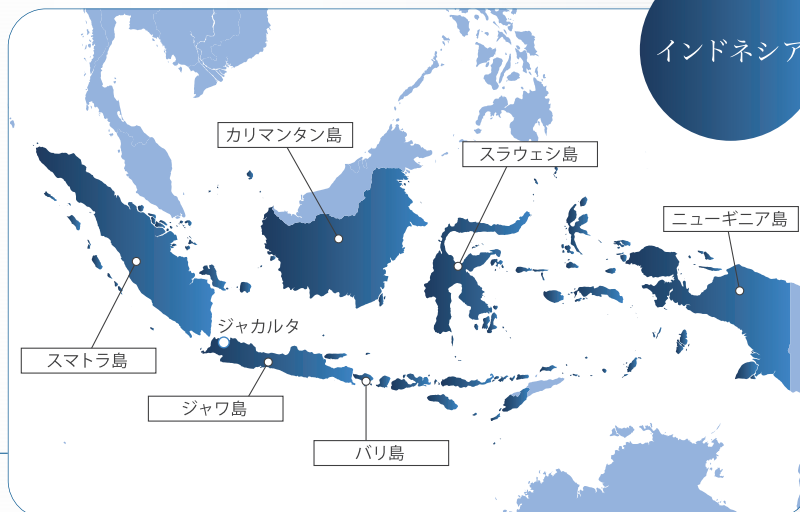 インドネシア
カリマンタン島
スラウェシ島
ニューギニア島
ジャカルタ
スマトラ島
ジャワ島
バリ島